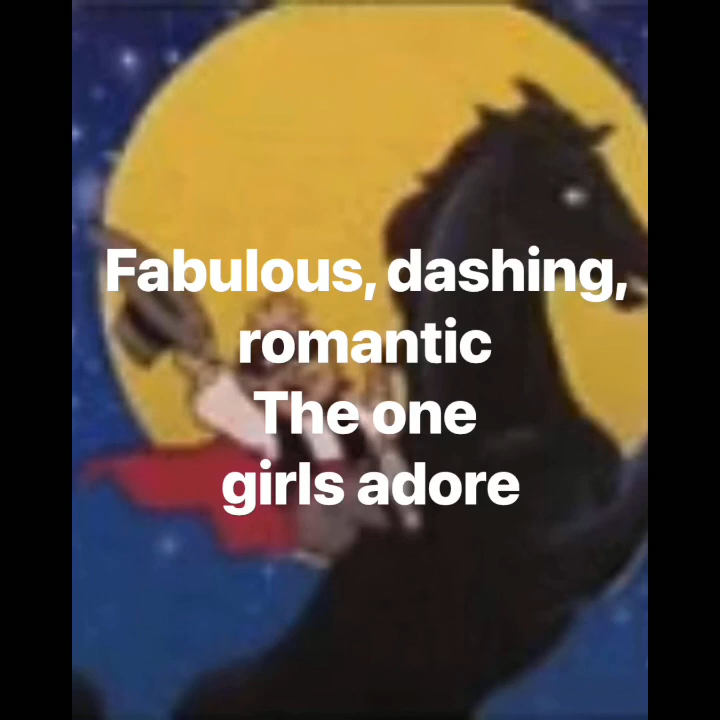 Fabulous, dashing,
romantic
The one
girls adore